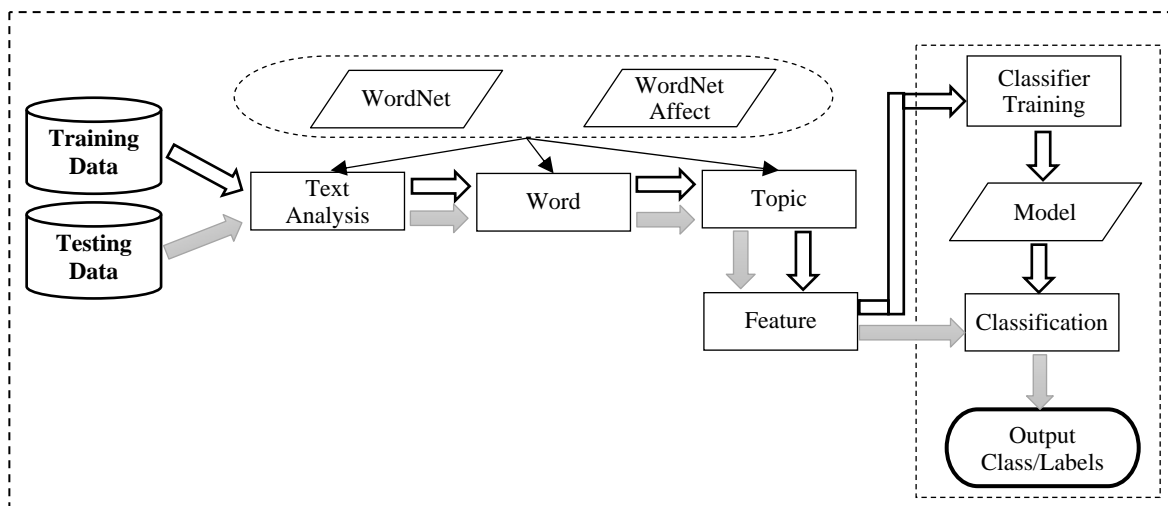 WordNet
WordNet
Affect
Classifier
Training
Training
Data
Text
Analysis
Word
Topic
Model
Testing
Data
Feature
Classification
Output
Class/Labels